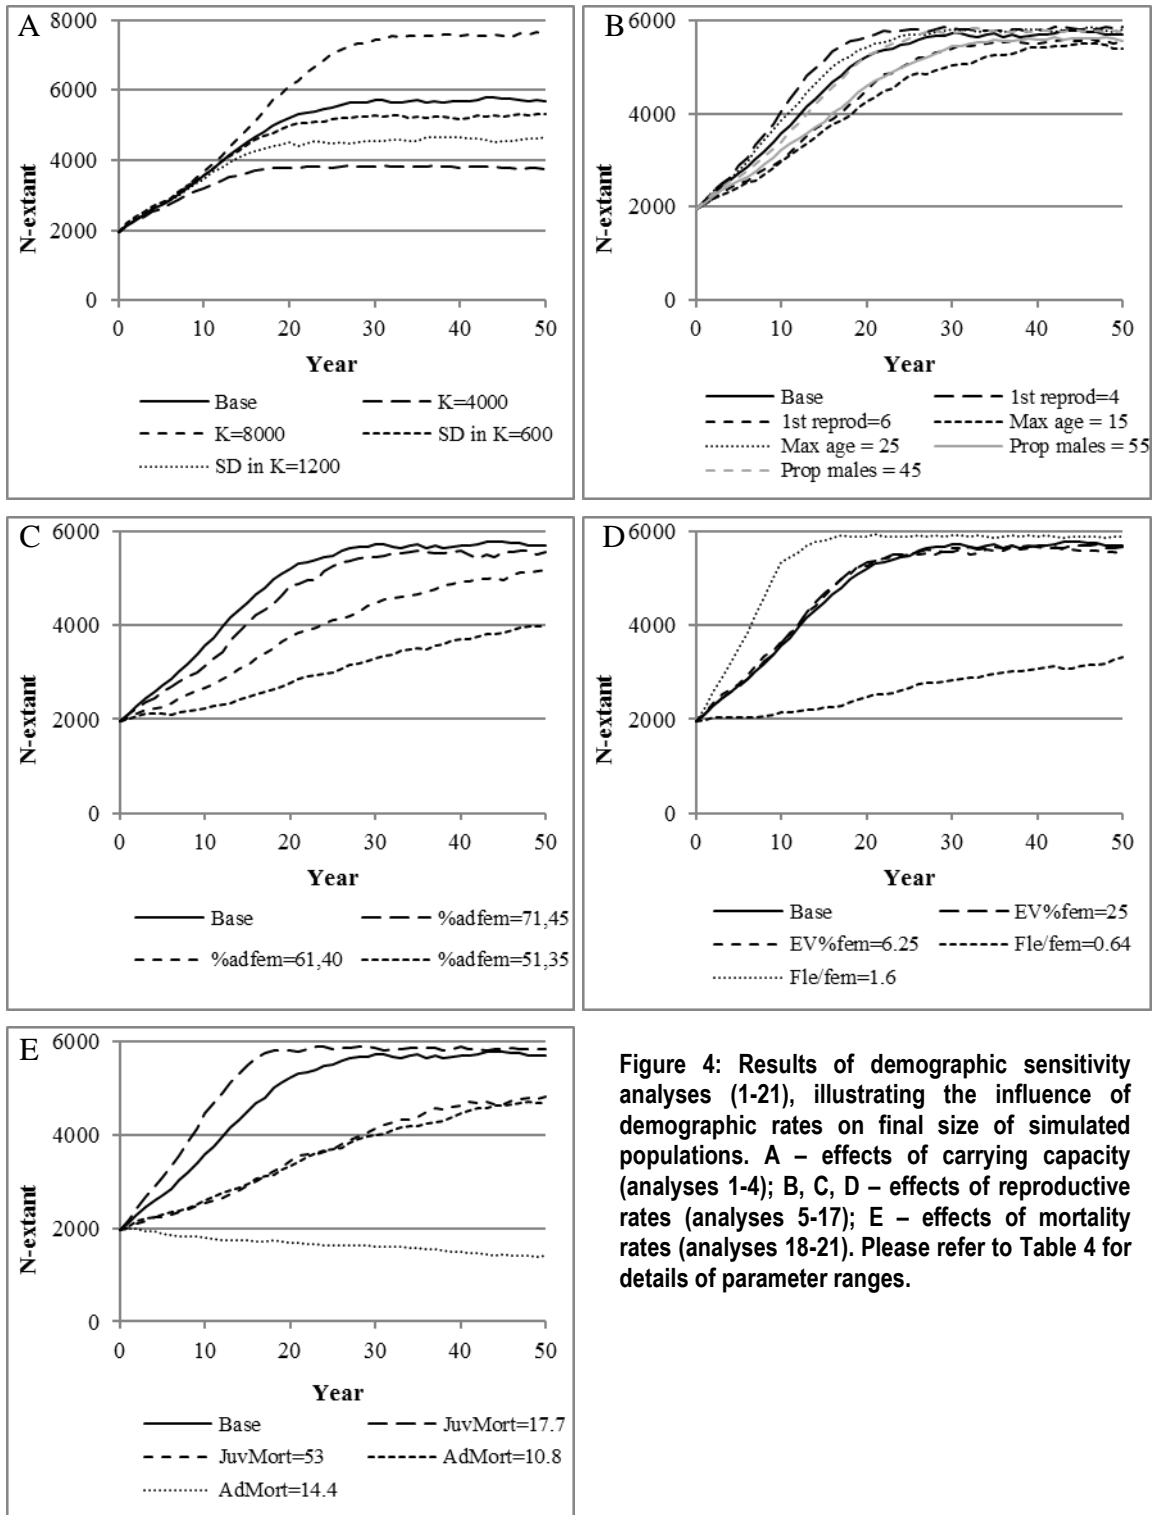 A
8000
6000
4000
2000
0
N-extant
0 10 20 30 40 50
Year
Base K=4000
K=8000 SD in K=600
SD in K=1200
B
6000
4000
2000
0
N-extant
0 10 20 30 40 50
Year
Base 1st reprod=4
1st reprod=6 Max age = 15
Max age = 25 Prop males = 55
Prop males = 45
C
6000
4000
2000
0
N-extant
0 10 20 30 40 50
Year
Base %adfem=71,45
%adfem=61,40 %adfem=51,35
D
6000
4000
2000
0
N-extant
0 10 20 30 40 50
Year
Base EV%fem=25
EV%fem=6.25 Fle/fem=0.64
Fle/fem=1.6
E
6000
4000
2000
0
N-extant
0 10 20 30 40 50
Year
Base JuvMort=17.7
JuvMort=53 AdMort=10.8
AdMort=14.4
Figure 4: Results of demographic sensitivity
analyses (1-21), illustrating the influence of
demographic rates on final size of simulated
populations. A – effects of carrying capacity
(analyses 1-4); B, C, D – effects of reproductive
rates (analyses 5-17); E – effects of mortality
rates (analyses 18-21). Please refer to Table 4 for
details of parameter ranges.